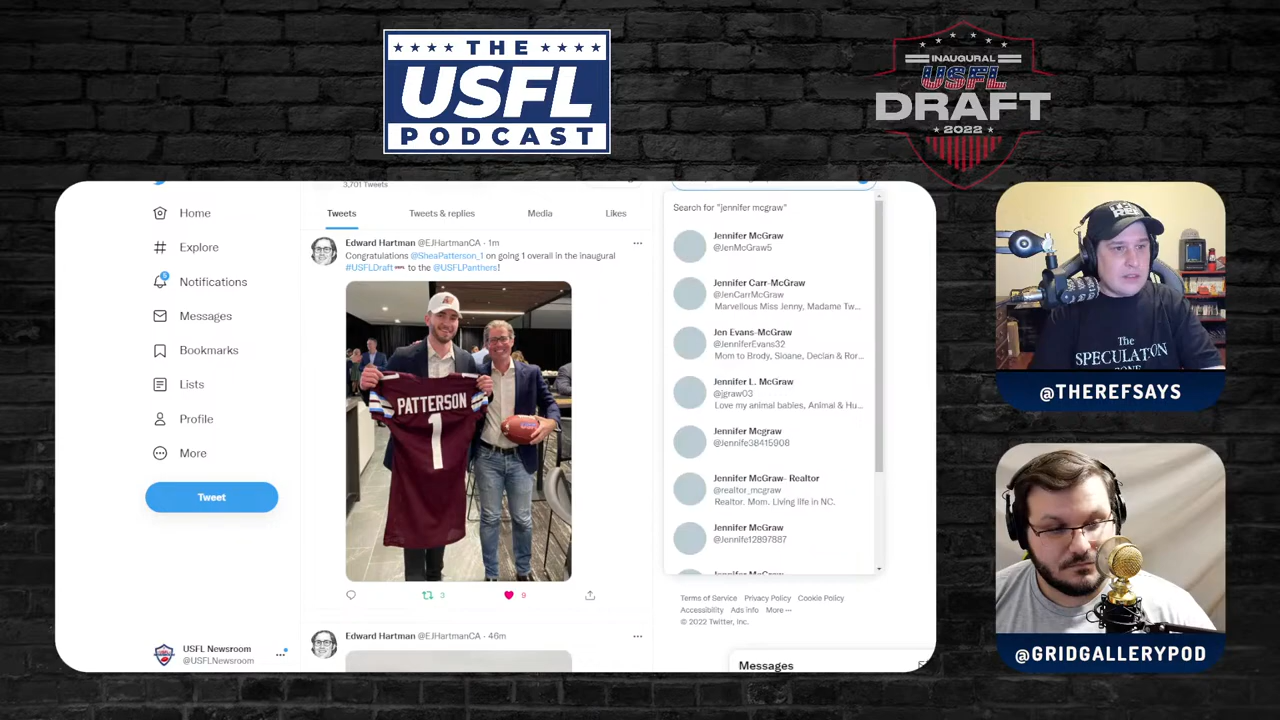 ★★★★ THE ★★★★
USFL
PODCAST
INAUGURAL
USFL
DRAFT
★ 2022 ★
3,701 Tweets
Home
Explore
5
Notifications
Messages
Bookmarks
Lists
Profile
More
Tweet
USFL Newsroom
@USFLNewsroom
Tweets
Tweets & replies
Media
Likes
Edward Hartman @EJHartmanCA · 1m
Congratulations @SheaPatterson_1 on going 1 overall in the inaugural
#USFLDraft to the @USFLPanthers!
PATTERSON
1
3
9
Edward Hartman @EJHartmanCA · 46m
Search for "jennifer mcgraw"
Jennifer McGraw
@JenMcGraw5
Jennifer Carr-McGraw
@JenCarrMcGraw
Marvellous Miss Jenny, Madame Tw...
Jen Evans-McGraw
@JenniferEvans32
Mom to Brody, Sloane, Declan & Ror...
Jennifer L. McGraw
@jgraw03
Love my animal babies, Animal & Hu...
Jennifer Mcgraw
@Jennife38415908
Jennifer McGraw- Realtor
@realtor_mcgraw
Realtor. Mom. Living life in NC.
Jennifer McGraw
@Jennife12897887
Jennifer McGraw
Terms of Service Privacy Policy Cookie Policy
Accessibility Ads info More ···
© 2022 Twitter, Inc.
Messages
The
SPECULATION
ZONE
@THEREFSAYS
@GRIDGALLERYPOD